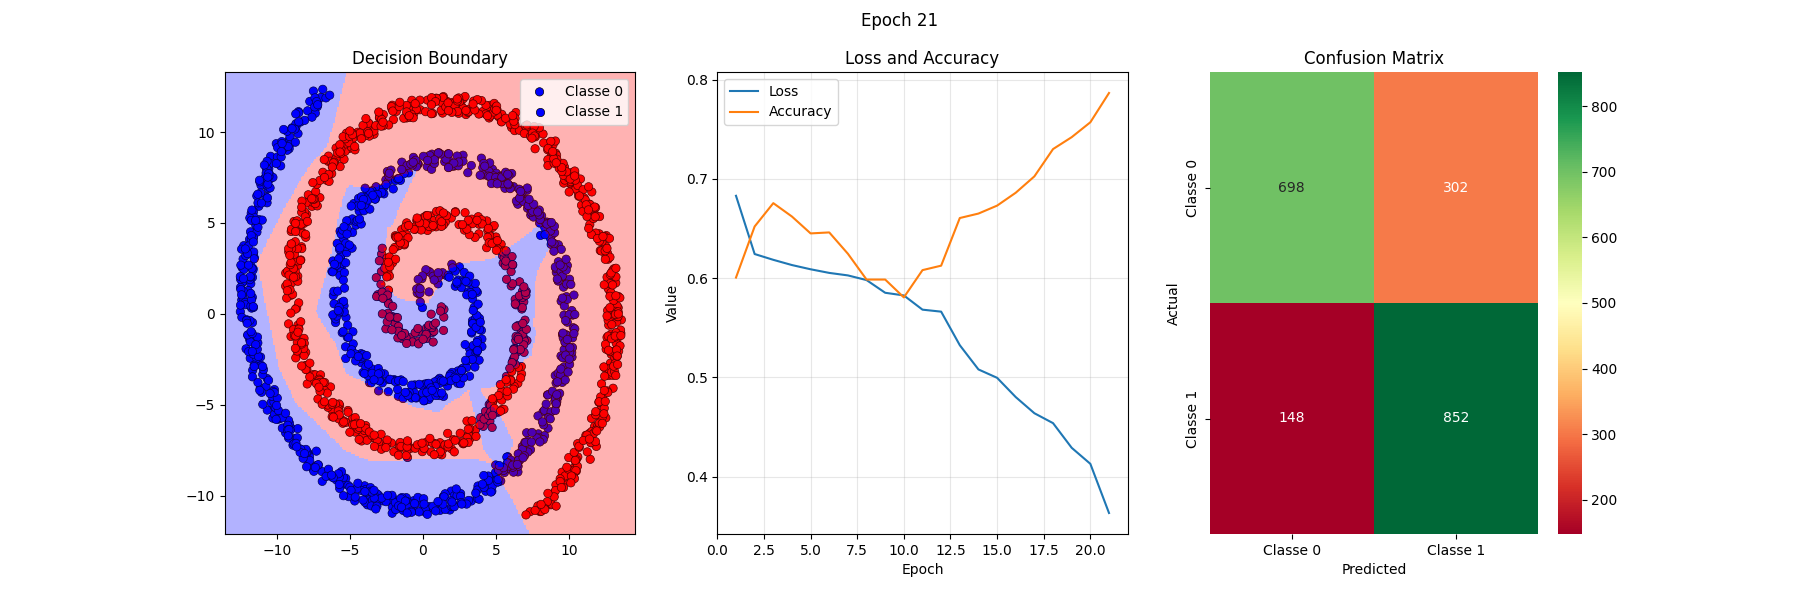 Epoch 21
Decision Boundary
Classe 0
Classe 1
10
5
0
−5
−10
−10
−5
0
5
10
Loss and Accuracy
Loss
Accuracy
Value
0.8
0.7
0.6
0.5
0.4
0.0
2.5
5.0
7.5
10.0
12.5
15.0
17.5
20.0
Epoch
Confusion Matrix
Actual
Classe 0
Classe 1
698
302
148
852
Classe 0
Classe 1
Predicted
800
700
600
500
400
300
200